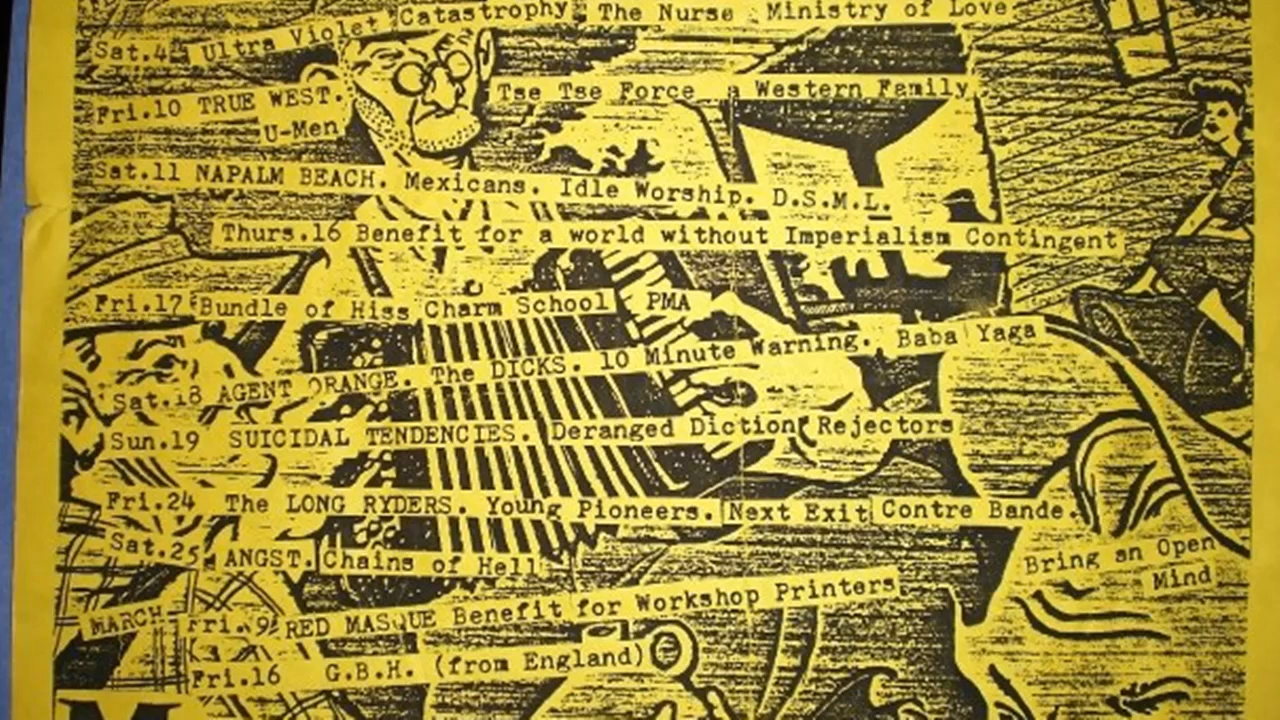 Catastrophy The Nurse Ministry of Love
Sat.4 Ultra Violet
Fri.10 TRUE WEST. Tse Tse Force a Western Family
U-Men
Sat.11 NAPALM BEACH. Mexicans. Idle Worship. D.S.M.L.
Thurs.16 Benefit for a world without Imperialism Contingent
Fri.17 Bundle of Hiss Charm School PMA
Sat.18 AGENT ORANGE. The DICKS. 10 Minute Warning. Baba Yaga
Sun.19 SUICIDAL TENDENCIES. Deranged Diction Rejectors
Fri.24 The LONG RYDERS. Young Pioneers. Next Exit Contre Bande.
Sat.25 ANGST. Chains of Hell
Bring an Open
Mind
MARCH- Fri.9 RED MASQUE Benefit for Workshop Printers
Fri.16 G.B.H. (from England)